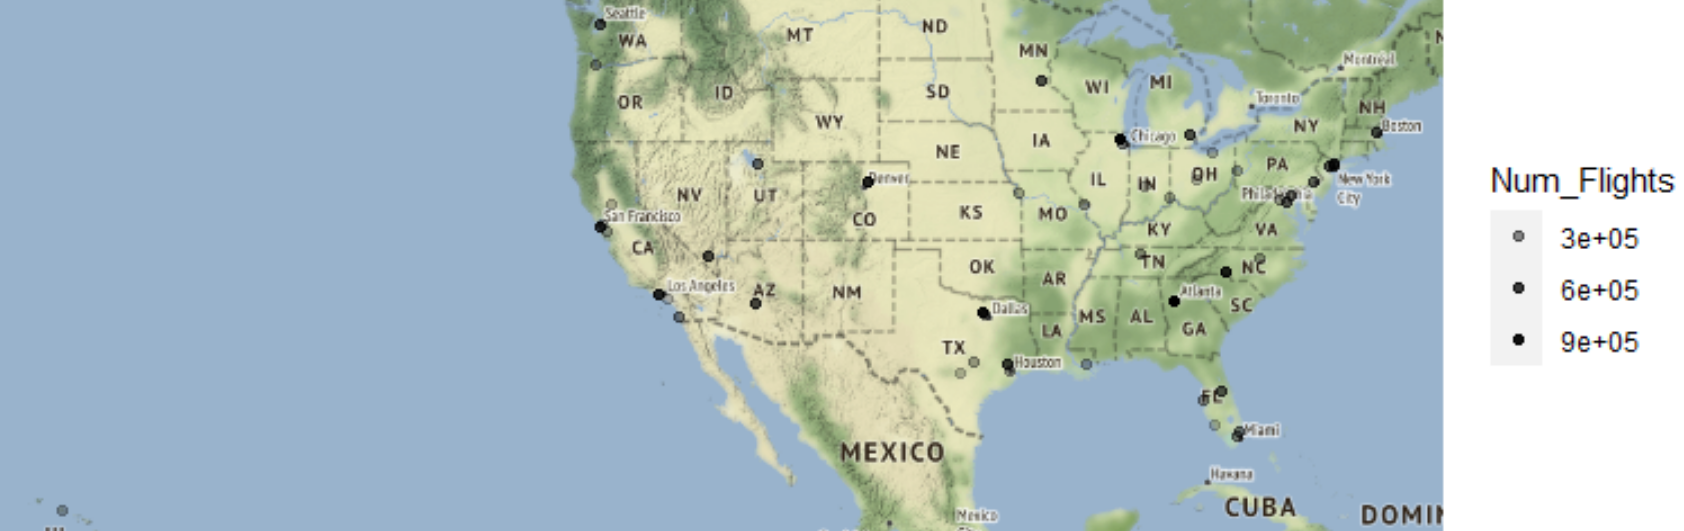 Seattle
WA
MT
ND
MN
Montréal
OR
ID
SD
WI
MI
Toronto
NH
WY
NY
Boston
IA
Chicago
NE
PA
OH
IL
IN
Denver
NV
UT
New York
City
Philadelphia
CO
KS
MO
San Francisco
KY
VA
CA
OK
TN
NC
AR
Los Angeles
AZ
NM
Atlanta
SC
Dallas
MS
AL
GA
LA
TX
Houston
FL
Miami
MEXICO
Havana
CUBA
DOMIN
Mexico
Num_Flights
3e+05
6e+05
9e+05